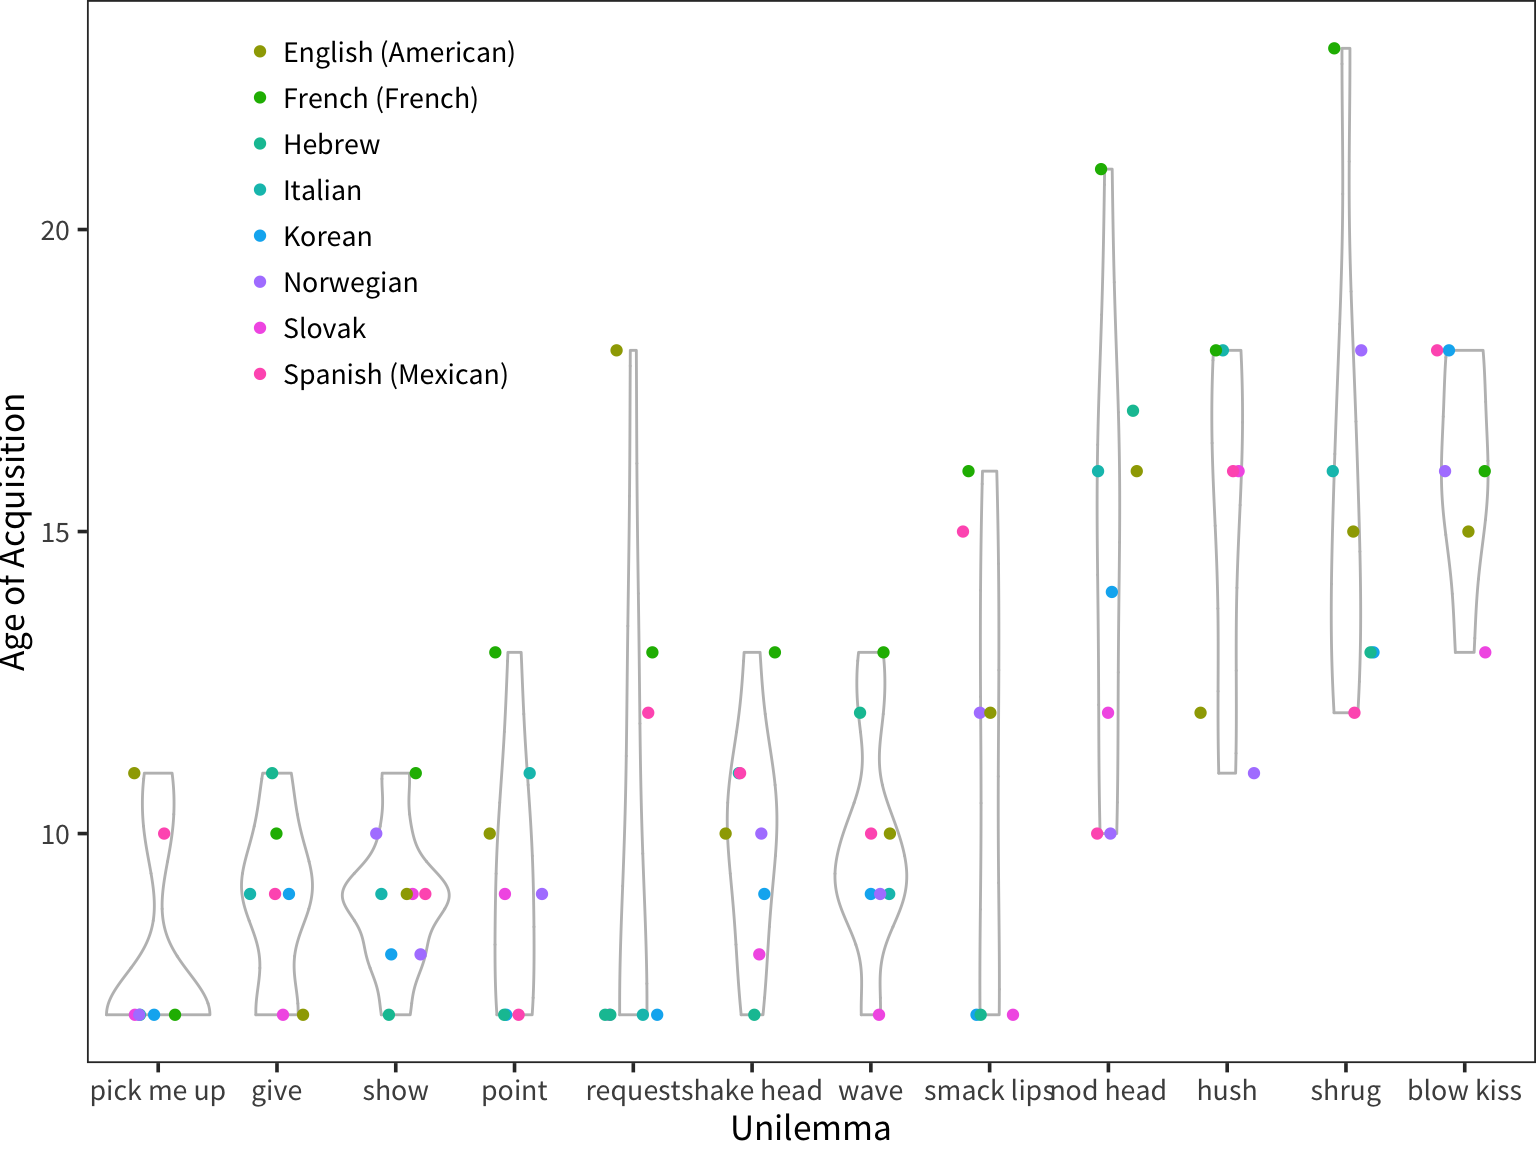 English (American)
French (French)
Hebrew
Italian
Korean
Norwegian
Slovak
Spanish (Mexican)
Age of Acquisition
20
15
10
pick me up give show point request shake head wave smack lips nod head hush shrug blow kiss
Unilemma